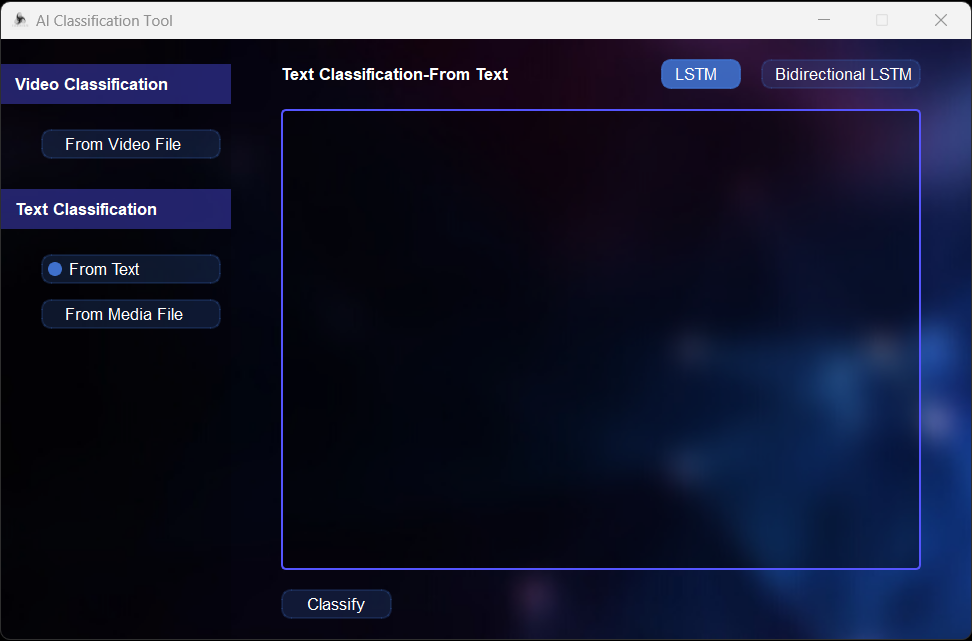 AI Classification Tool
Video Classification
From Video File
Text Classification
From Text
From Media File
Text Classification-From Text
LSTM
Bidirectional LSTM
Classify